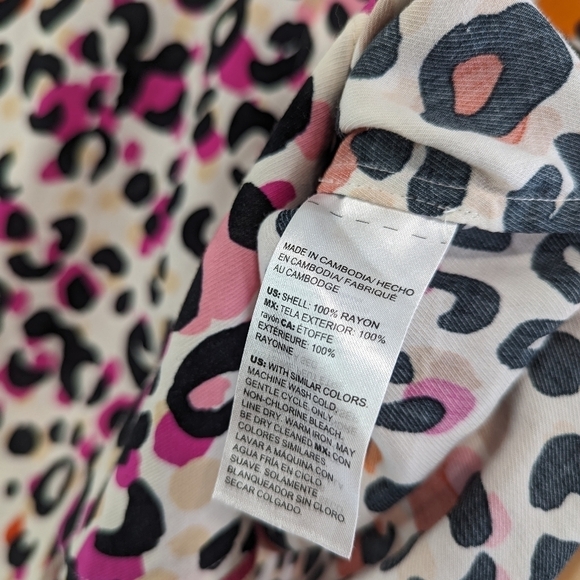 MADE IN CAMBODIA/ HECHO
EN CAMBODIA/ FABRIQUÉ
AU CAMBODGE
US: SHELL: 100% RAYON
MX: TELA EXTERIOR: 100%
rayón CA: ÉTOFFE
EXTÉRIEURE: 100%
RAYONNE
US: WITH SIMILAR COLORS.
MACHINE WASH COLD,
GENTLE CYCLE. ONLY
NON-CHLORINE BLEACH.
LINE DRY. WARM IRON. MAY
BE DRY CLEANED MX: CON
COLORES SIMILARES
LAVAR A MÁQUINA CON
AGUA FRÍA EN CICLO
SUAVE. SOLAMENTE
BLANQUEADOR SIN CLORO
SECAR COLGADO.